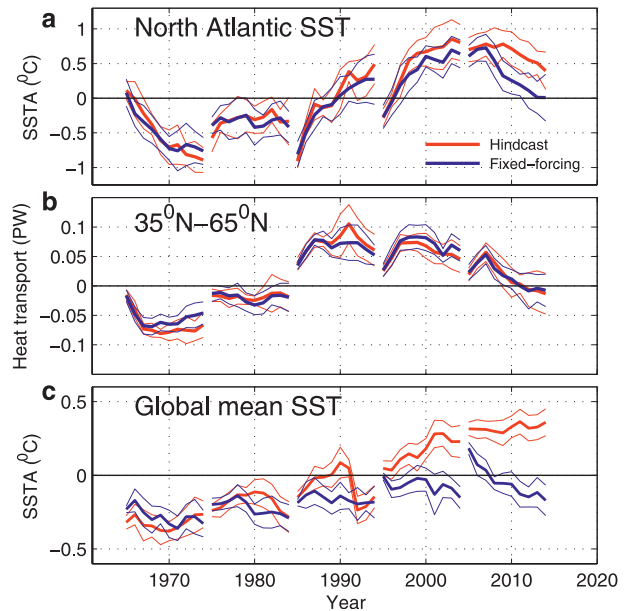 a
North Atlantic SST
SSTA (⁰C)
1
0.5
0
−0.5
−1
Hindcast
Fixed−forcing
b
35⁰N−65⁰N
Heat transport (PW)
0.1
0.05
0
−0.05
−0.1
c
Global mean SST
SSTA (⁰C)
0.5
0
−0.5
1970 1980 1990 2000 2010 2020
Year